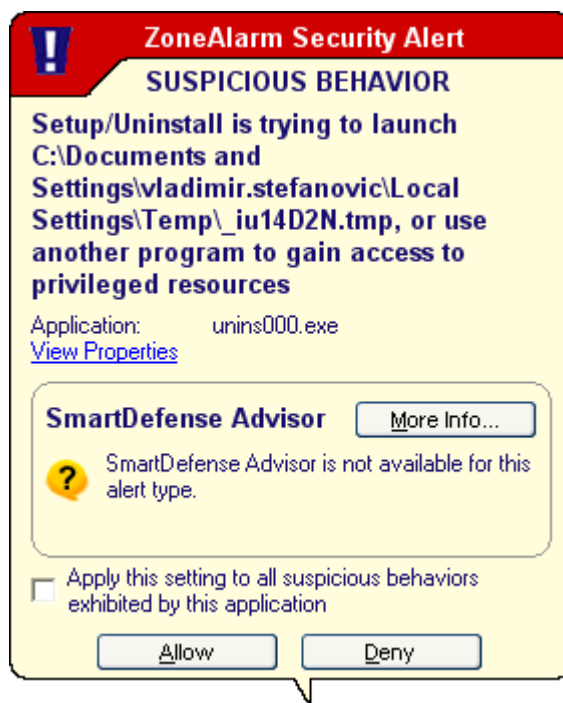 ZoneAlarm Security Alert
SUSPICIOUS BEHAVIOR
Setup/Uninstall is trying to launch
C:\Documents and
Settings\vladimir.stefanovic\Local
Settings\Temp\_iu14D2N.tmp, or use
another program to gain access to
privileged resources
Application: unins000.exe
View Properties
SmartDefense Advisor More Info...
SmartDefense Advisor is not available for this
alert type.
Apply this setting to all suspicious behaviors
exhibited by this application
Allow Deny